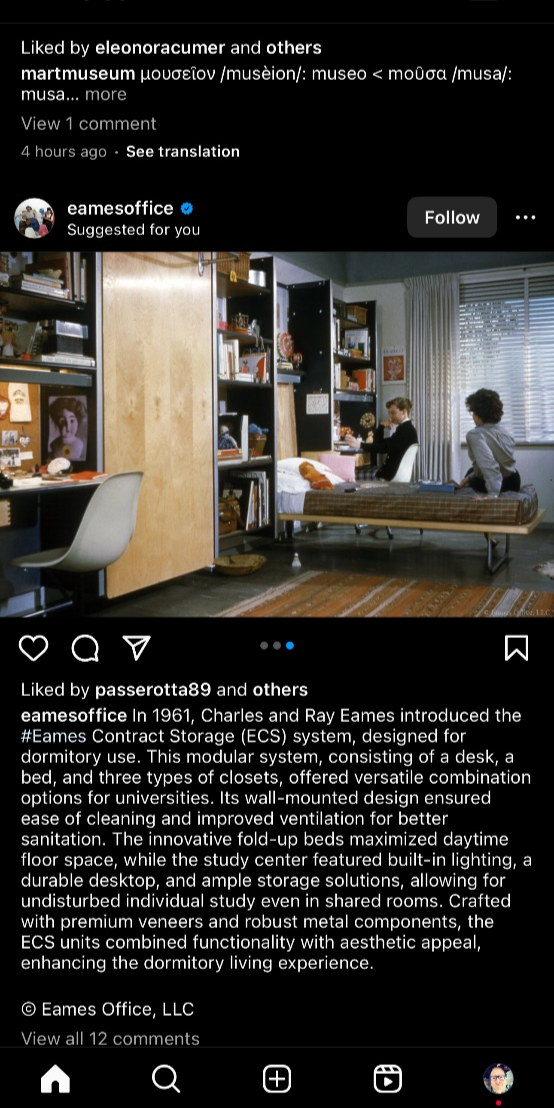 Liked by eleonoracumer and others
martmuseum μουσεῖον /musèion/: museo < moûσα /musa/:
musa... more
View 1 comment
4 hours ago · See translation
eamesoffice
Suggested for you
Follow
© Eames Office, LLC
Liked by passerotta89 and others
eamesoffice In 1961, Charles and Ray Eames introduced the
#Eames Contract Storage (ECS) system, designed for
dormitory use. This modular system, consisting of a desk, a
bed, and three types of closets, offered versatile combination
options for universities. Its wall-mounted design ensured
ease of cleaning and improved ventilation for better
sanitation. The innovative fold-up beds maximized daytime
floor space, while the study center featured built-in lighting, a
durable desktop, and ample storage solutions, allowing for
undisturbed individual study even in shared rooms. Crafted
with premium veneers and robust metal components, the
ECS units combined functionality with aesthetic appeal,
enhancing the dormitory living experience.
© Eames Office, LLC
View all 12 comments